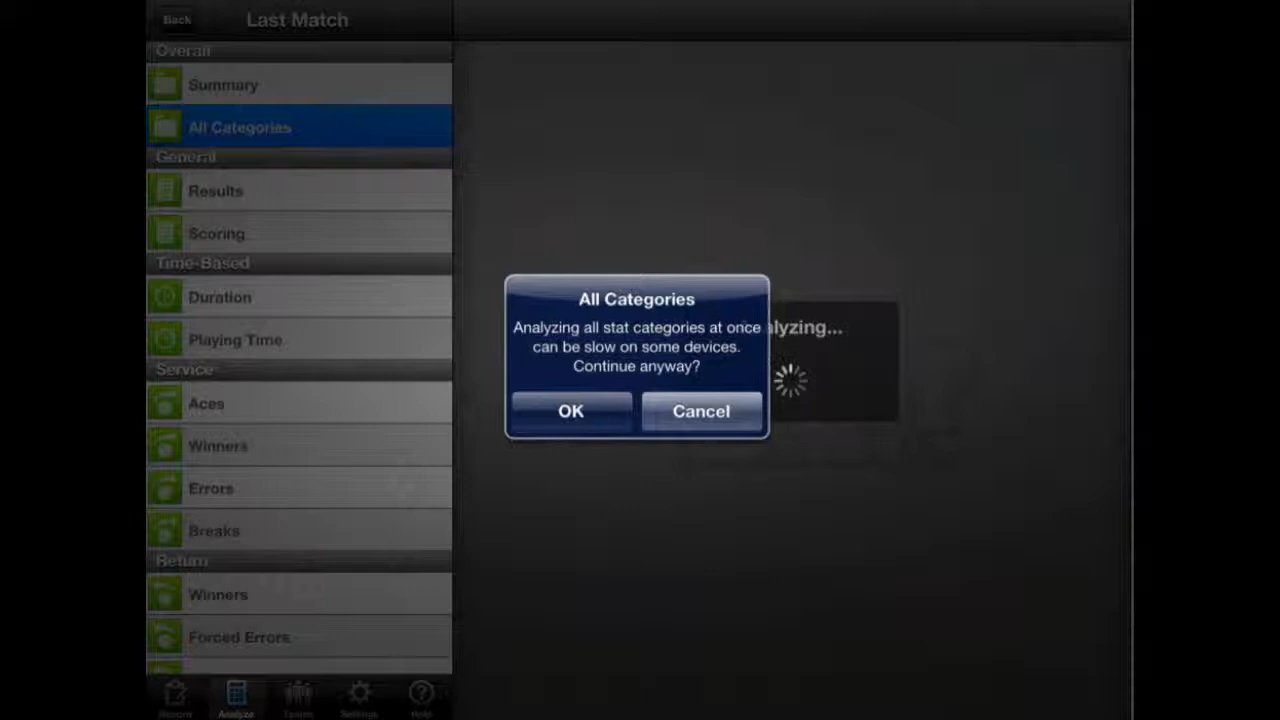 Back
Last Match
Overall
Summary
All Categories
General
Results
Scoring
Time-Based
Duration
Playing Time
Service
Aces
Winners
Errors
Breaks
Return
Winners
Forced Errors
Analyze
Teams
Settings
Help
All Categories
Analyzing all stat categories at once
can be slow on some devices.
Continue anyway?
OK
Cancel
lyzing...